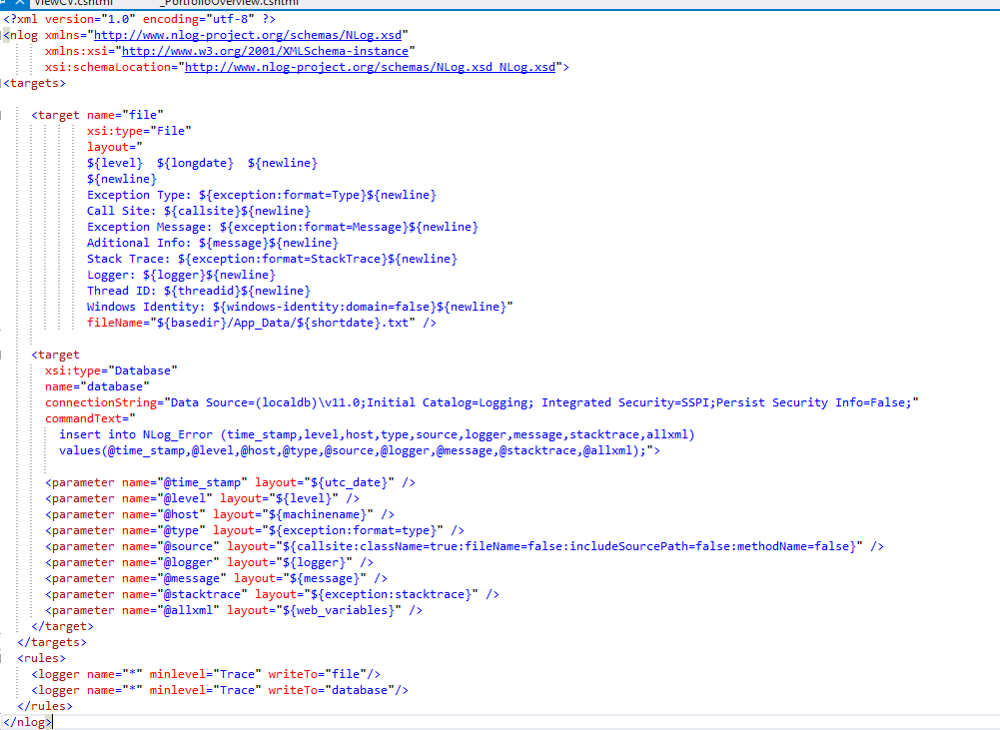 ViewCV.cshtml _PortfolioOverview.cshtml
<?xml version="1.0" encoding="utf-8" ?>
<nlog xmlns="http://www.nlog-project.org/schemas/NLog.xsd"
xmlns:xsi="http://www.w3.org/2001/XMLSchema-instance"
xsi:schemaLocation="http://www.nlog-project.org/schemas/NLog.xsd NLog.xsd">
<targets>
<target name="file"
xsi:type="File"
layout="
${level}  ${longdate}  ${newline}
${newline}
Exception Type: ${exception:format=Type}${newline}
Call Site: ${callsite}${newline}
Exception Message: ${exception:format=Message}${newline}
Aditional Info: ${message}${newline}
Stack Trace: ${exception:format=StackTrace}${newline}
Logger: ${logger}${newline}
Thread ID: ${threadid}${newline}
Windows Identity: ${windows-identity:domain=false}${newline}"
fileName="${basedir}/App_Data/${shortdate}.txt" />
<target
xsi:type="Database"
name="database"
connectionString="Data Source=(localdb)\v11.0;Initial Catalog=Logging; Integrated Security=SSPI;Persist Security Info=False;"
commandText="
insert into NLog_Error (time_stamp,level,host,type,source,logger,message,stacktrace,allxml)
values(@time_stamp,@level,@host,@type,@source,@logger,@message,@stacktrace,@allxml);">
<parameter name="@time_stamp" layout="${utc_date}" />
<parameter name="@level" layout="${level}" />
<parameter name="@host" layout="${machinename}" />
<parameter name="@type" layout="${exception:format=type}" />
<parameter name="@source" layout="${callsite:className=true:fileName=false:includeSourcePath=false:methodName=false}" />
<parameter name="@logger" layout="${logger}" />
<parameter name="@message" layout="${message}" />
<parameter name="@stacktrace" layout="${exception:stacktrace}" />
<parameter name="@allxml" layout="${web_variables}" />
</target>
</targets>
<rules>
<logger name="*" minlevel="Trace" writeTo="file"/>
<logger name="*" minlevel="Trace" writeTo="database"/>
</rules>
</nlog>